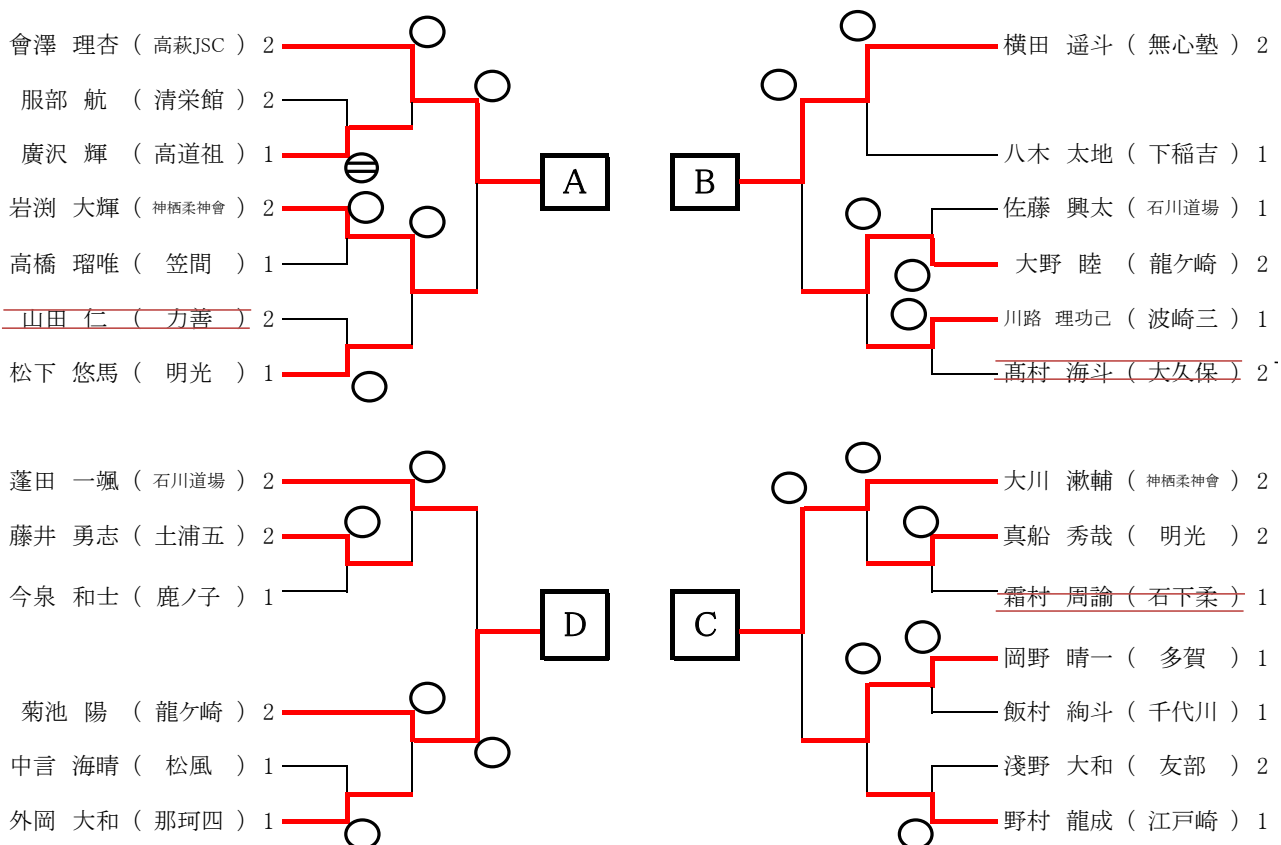 會澤 理杏 ( 高萩JSC ) 2
服部 航 ( 清栄館 ) 2
廣沢 輝 ( 高道祖 ) 1
岩渕 大輝 ( 神栖柔神會 ) 2
高橋 瑠唯 ( 笠間 ) 1
山田 仁 ( 力善 ) 2
松下 悠馬 ( 明光 ) 1
A
B
横田 遥斗 ( 無心塾 ) 2
八木 太地 ( 下稲吉 ) 1
佐藤 興太 ( 石川道場 ) 1
大野 睦 ( 龍ケ崎 ) 2
川路 理功己 ( 波崎三 ) 1
髙村 海斗 ( 大久保 ) 2
蓬田 一颯 ( 石川道場 ) 2
藤井 勇志 ( 土浦五 ) 2
今泉 和士 ( 鹿ノ子 ) 1
菊池 陽 ( 龍ケ崎 ) 2
中言 海晴 ( 松風 ) 1
外岡 大和 ( 那珂四 ) 1
D
C
大川 漱輔 ( 神栖柔神會 ) 2
真船 秀哉 ( 明光 ) 2
霜村 周諭 ( 石下柔 ) 1
岡野 晴一 ( 多賀 ) 1
飯村 絢斗 ( 千代川 ) 1
淺野 大和 ( 友部 ) 2
野村 龍成 ( 江戸崎 ) 1